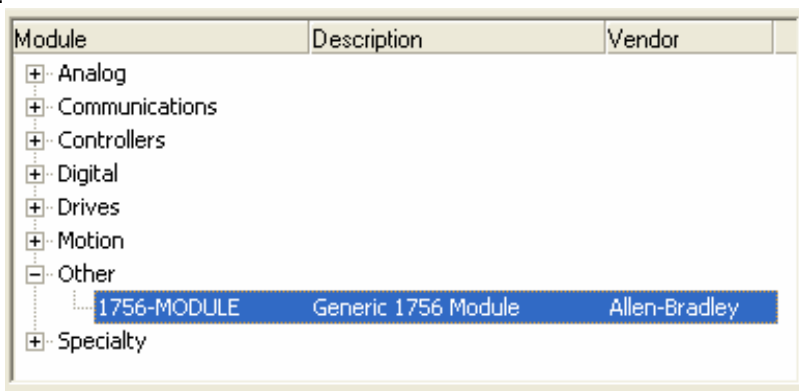 Module Description Vendor
Analog
Communications
Controllers
Digital
Drives
Motion
Other
1756-MODULE Generic 1756 Module Allen-Bradley
Specialty